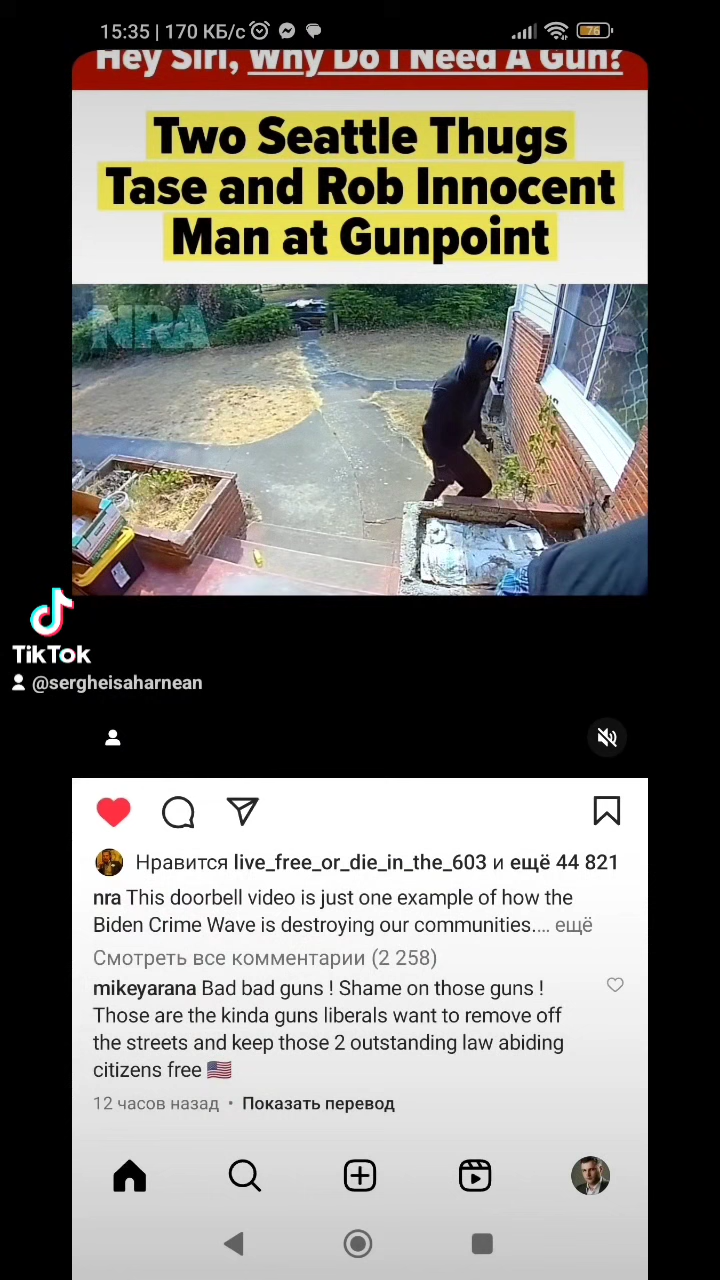 15:35 | 170 КБ/с
76
Hey Siri, Why Do I Need A Gun?
Two Seattle Thugs
Tase and Rob Innocent
Man at Gunpoint
NRA
TikTok
@sergheisaharnean
Нравится live_free_or_die_in_the_603 и ещё 44 821
nra This doorbell video is just one example of how the
Biden Crime Wave is destroying our communities.... ещё
Смотреть все комментарии (2 258)
mikeyarana Bad bad guns ! Shame on those guns !
Those are the kinda guns liberals want to remove off
the streets and keep those 2 outstanding law abiding
citizens free 🇺🇸
12 часов назад • Показать перевод